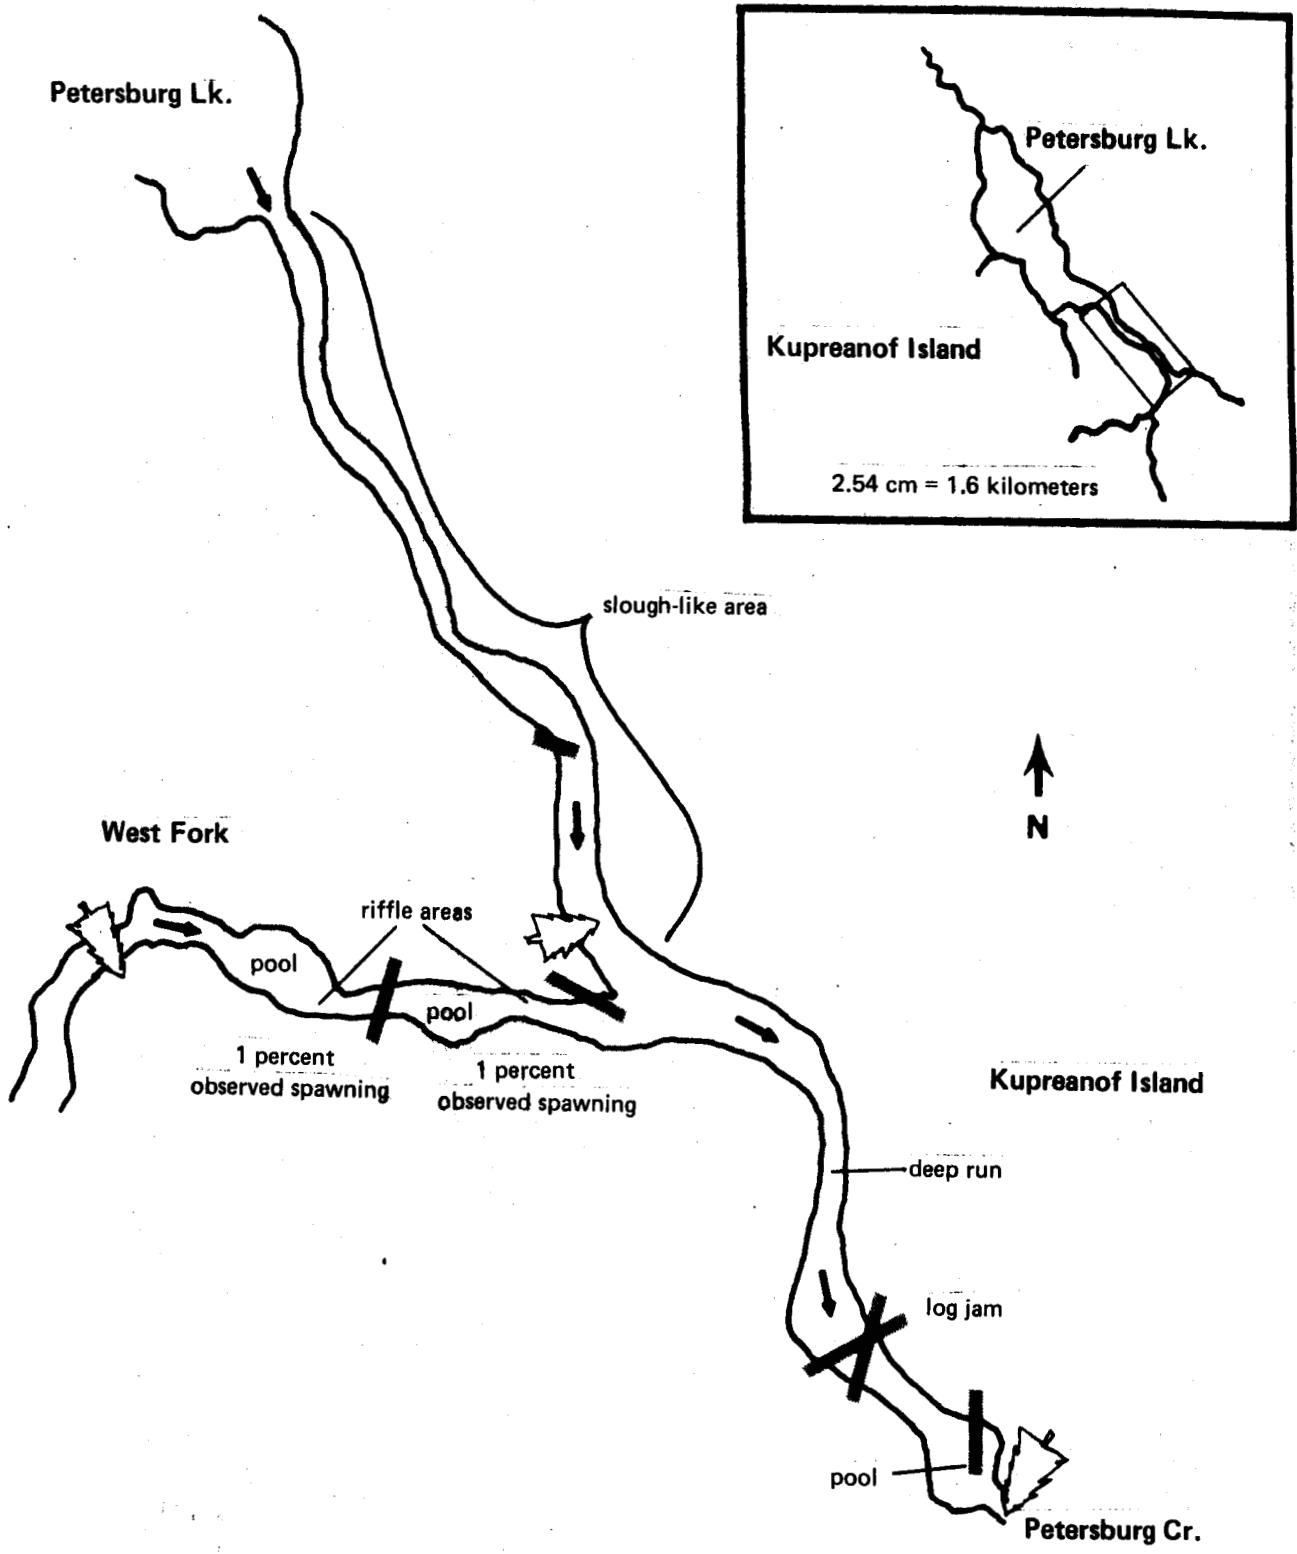 Petersburg Lk.
Petersburg Lk.
Kupreanof Island
2.54 cm = 1.6 kilometers
slough-like area
N
West Fork
riffle areas
pool
pool
1 percent
observed spawning
1 percent
observed spawning
Kupreanof Island
deep run
log jam
pool
Petersburg Cr.